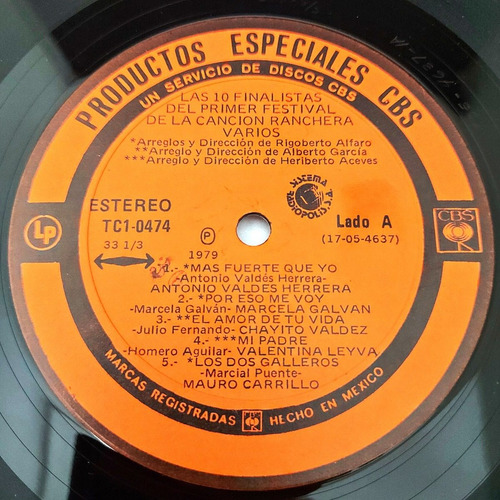 PRODUCTOS ESPECIALES CBS
UN SERVICIO DE DISCOS CBS
LAS 10 FINALISTAS
DEL PRIMER FESTIVAL
DE LA CANCION RANCHERA
VARIOS
*Arreglos y Dirección de Rigoberto Alfaro
**Arreglo y Dirección de Alberto García
***Arreglo y Dirección de Heriberto Aceves
ESTEREO
TC1-0474
33 1/3
LP
P
1979
SISTEMA
Lado A
(17-05-4637)
CBS
1.- *MAS FUERTE QUE YO
-Antonio Valdés Herrera-
ANTONIO VALDES HERRERA
2.- *POR ESO ME VOY
-Marcela Galván- MARCELA GALVAN
3.- **EL AMOR DE TU VIDA
-Julio Fernando- CHAYITO VALDEZ
4.- ***MI PADRE
-Homero Aguilar- VALENTINA LEYVA
5.- *LOS DOS GALLEROS
-Marcial Puente-
MAURO CARRILLO
MARCAS REGISTRADAS
HECHO EN MEXICO